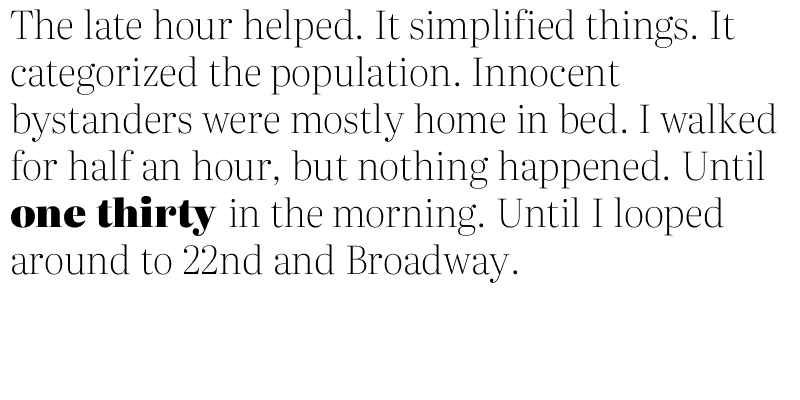 The late hour helped. It simplified things. It
categorized the population. Innocent
bystanders were mostly home in bed. I walked
for half an hour, but nothing happened. Until
one thirty in the morning. Until I looped
around to 22nd and Broadway.